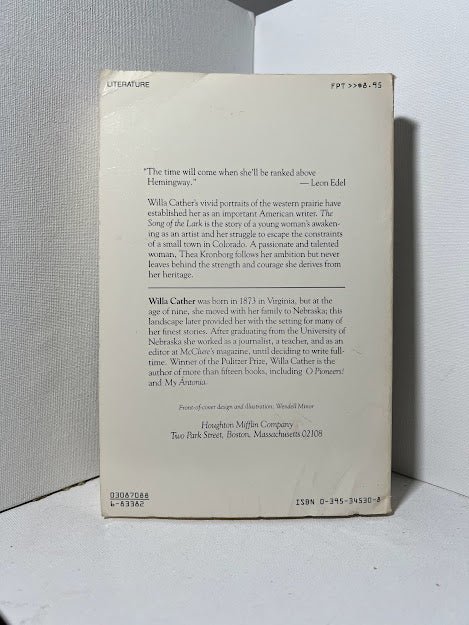 LITERATURE
FPT >>$8.95
"The time will come when she'll be ranked above
Hemingway."
— Leon Edel
Willa Cather's vivid portraits of the western prairie have
established her as an important American writer. The
Song of the Lark is the story of a young woman's awaken-
ing as an artist and her struggle to escape the constraints
of a small town in Colorado. A passionate and talented
woman, Thea Kronborg follows her ambition but never
leaves behind the strength and courage she derives from
her heritage.
Willa Cather was born in 1873 in Virginia, but at the
age of nine, she moved with her family to Nebraska; this
landscape later provided her with the setting for many of
her finest stories. After graduating from the University of
Nebraska she worked as a journalist, a teacher, and as an
editor at McClure's magazine, until deciding to write full-
time. Winner of the Pulitzer Prize, Willa Cather is the
author of more than fifteen books, including O Pioneers!
and My Ántonia.
Front-of-cover design and illustration: Wendell Minor
Houghton Mifflin Company
Two Park Street, Boston, Massachusetts 02108
03087088
6-83382
ISBN 0-395-34530-8